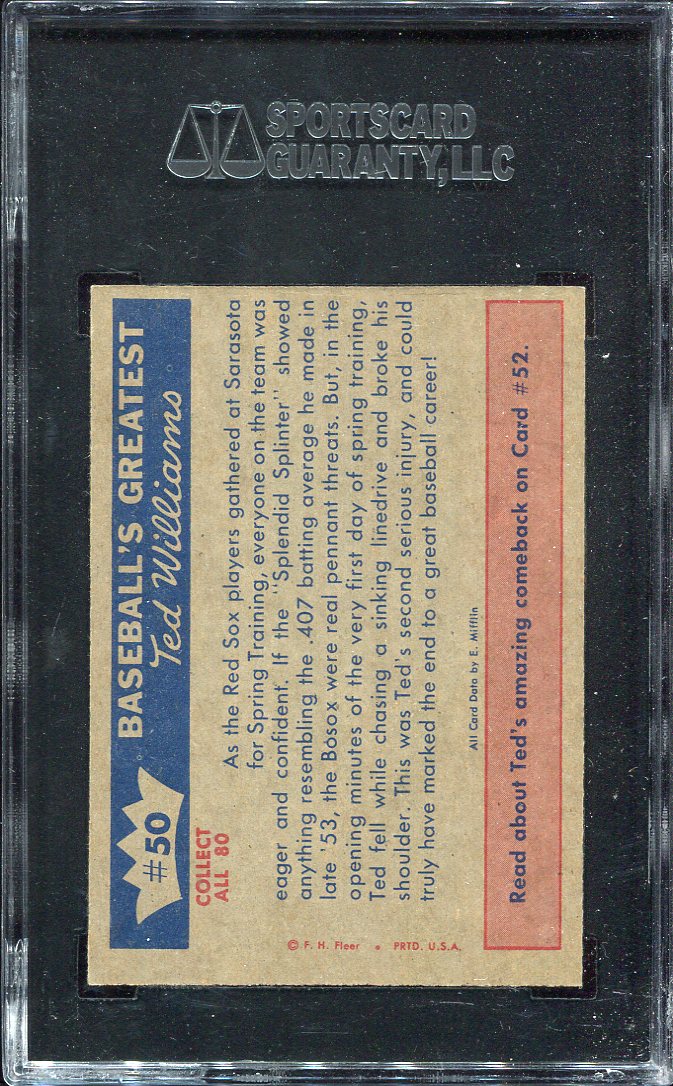 SPORTSCARD
GUARANTY, LLC
#50
BASEBALL'S GREATEST
Ted Williams
COLLECT
ALL 80
As the Red Sox players gathered at Sarasota
for Spring Training, everyone on the team was
eager and confident. If the "Splendid Splinter" showed
anything resembling the .407 batting average he made in
late '53, the Bosox were real pennant threats. But, in the
opening minutes of the very first day of spring training,
Ted fell while chasing a sinking linedrive and broke his
shoulder. This was Ted's second serious injury, and could
truly have marked the end to a great baseball career!
© F. H. Fleer • PRTD. U.S.A.
All Card Data by E. Mifflin
Read about Ted's amazing comeback on Card #52.